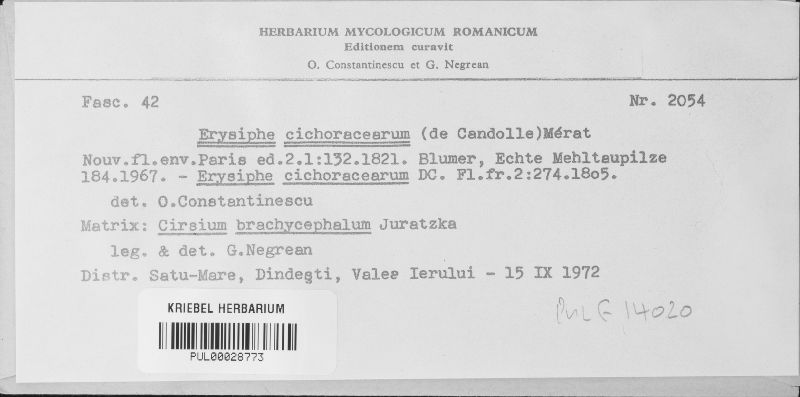 HERBARIUM MYCOLOGICUM ROMANICUM
Editionem curavit
O. Constantinescu et G. Negrean
Fasc. 42 Nr. 2054
Erysiphe cichoracearum (de Candolle)Mérat
Nouv.fl.env.Paris ed.2.1:132.1821. Blumer, Echte Mehltaupilze
184.1967. - Erysiphe cichoracearum DC. Fl.fr.2:274.18o5.
det. O.Constantinescu
Matrix: Cirsium brachycephalum Juratzka
leg. & det. G.Negrean
Distr. Satu-Mare, Dindeşti, Valea Ierului - 15 IX 1972
PUL F 14020
KRIEBEL HERBARIUM
PUL00028773